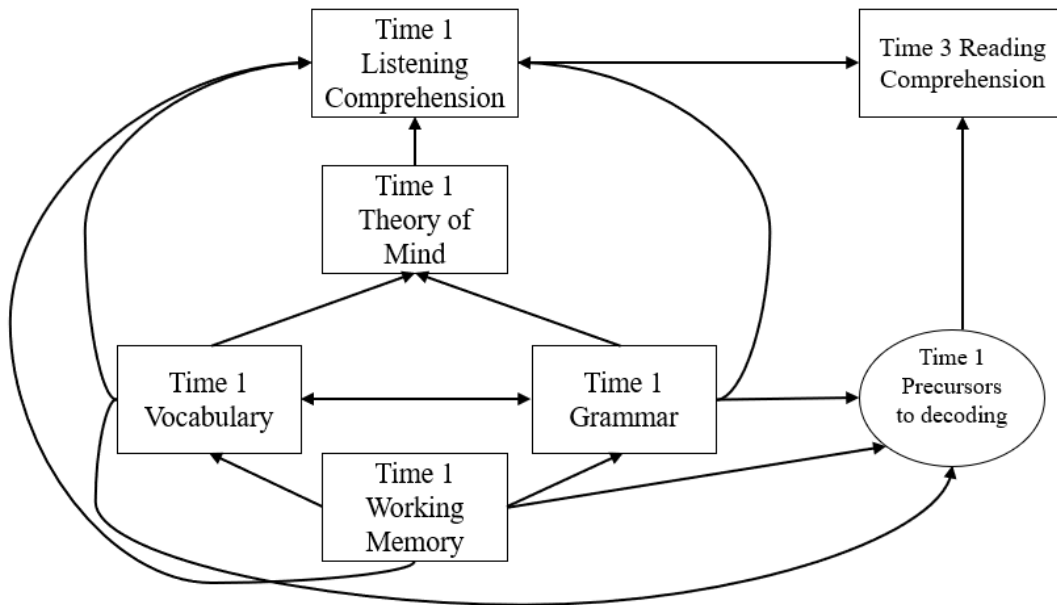 Time 1
Listening
Comprehension
Time 3 Reading
Comprehension
Time 1
Theory of
Mind
Time 1
Vocabulary
Time 1
Grammar
Time 1
Precursors
to decoding
Time 1
Working
Memory